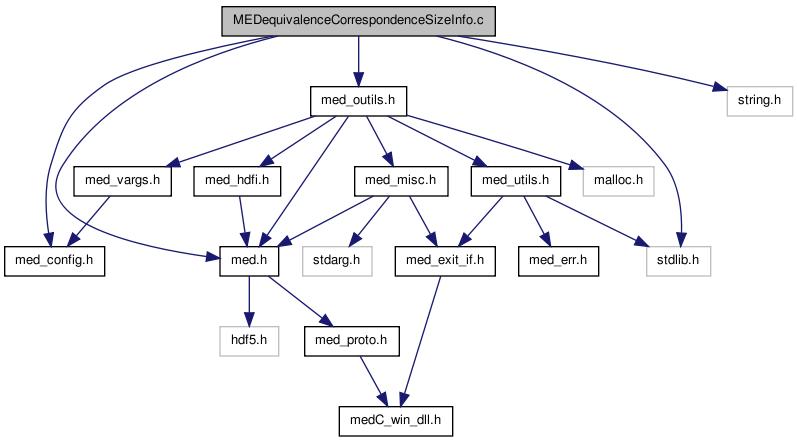 MEDequivalenceCorrespondenceSizeInfo.c
med_outils.h
string.h
med_vargs.h
med_hdfi.h
med_misc.h
med_utils.h
malloc.h
med_config.h
med.h
stdarg.h
med_exit_if.h
med_err.h
stdlib.h
hdf5.h
med_proto.h
medC_win_dll.h